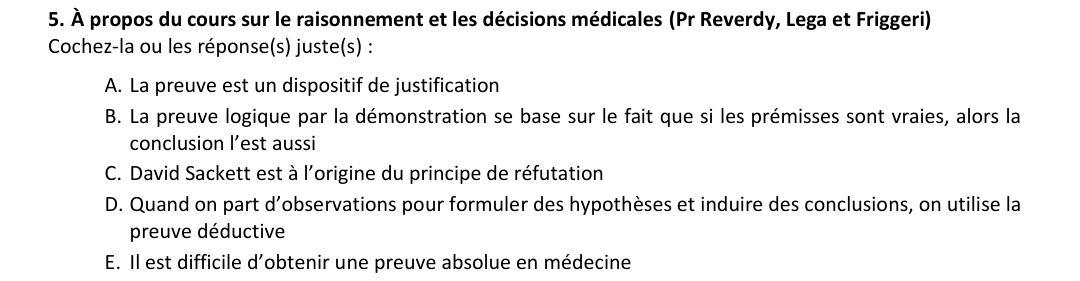 5. À propos du cours sur le raisonnement et les décisions médicales (Pr Reverdy, Lega et Friggeri)
Cochez-la ou les réponse(s) juste(s) :
A. La preuve est un dispositif de justification
B. La preuve logique par la démonstration se base sur le fait que si les prémisses sont vraies, alors la
conclusion l’est aussi
C. David Sackett est à l’origine du principe de réfutation
D. Quand on part d’observations pour formuler des hypothèses et induire des conclusions, on utilise la
preuve déductive
E. Il est difficile d’obtenir une preuve absolue en médecine